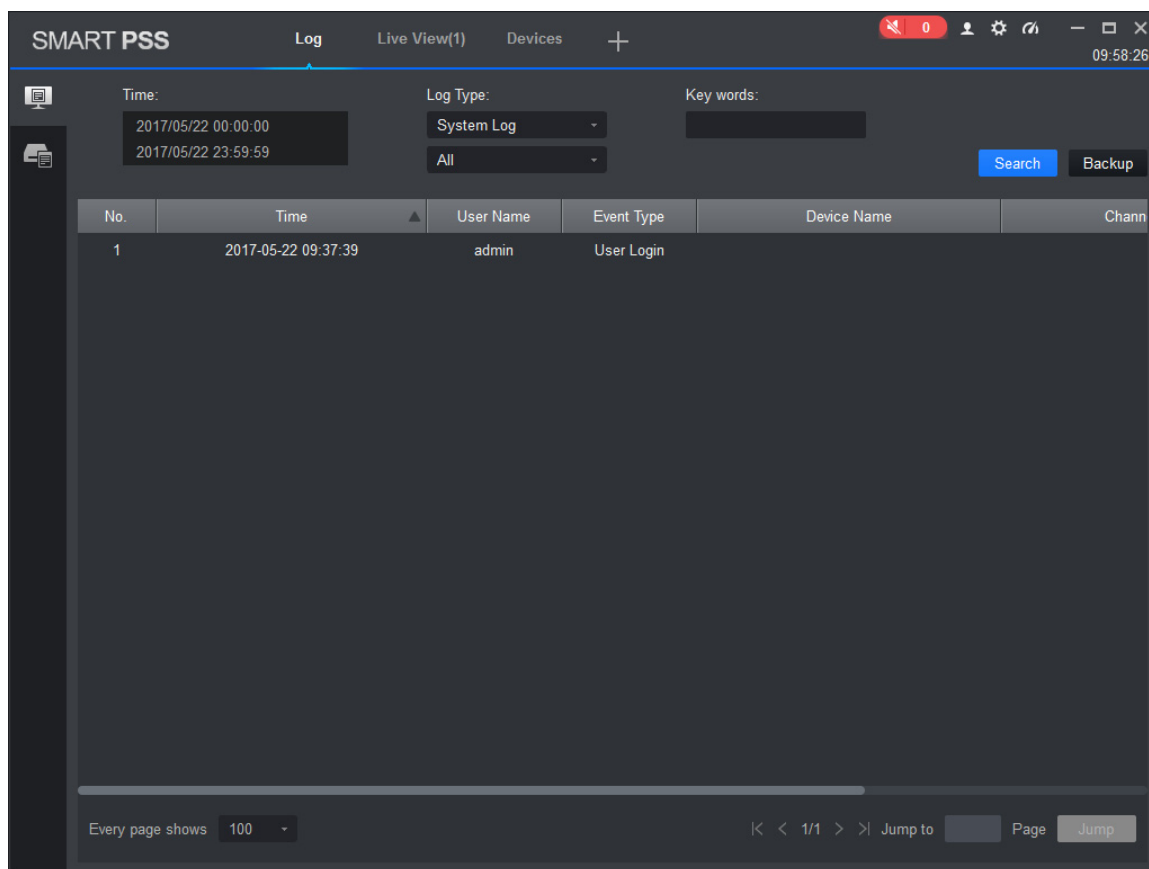 SMART PSS Log Live View(1) Devices 0
09:58:26
Time: Log Type: Key words:
2017/05/22 00:00:00 System Log
2017/05/22 23:59:59 All Search Backup
No. Time User Name Event Type Device Name Chann
1 2017-05-22 09:37:39 admin User Login
Every page shows 100 1/1 Jump to Page Jump